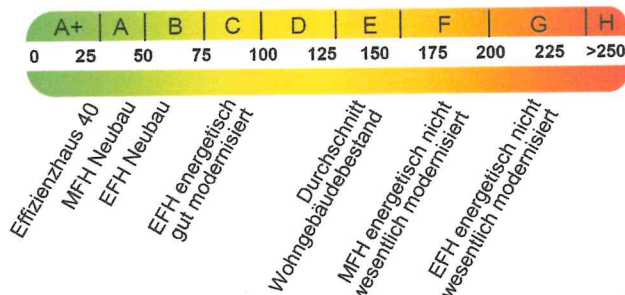 A+ A B C D E F G H
0 25 50 75 100 125 150 175 200 225 >250
Effizienzhaus 40
MFH Neubau
EFH Neubau
EFH energetisch
gut modernisiert
Durchschnitt
Wohngebäudebestand
MFH energetisch nicht
wesentlich modernisiert
EFH energetisch nicht
wesentlich modernisiert